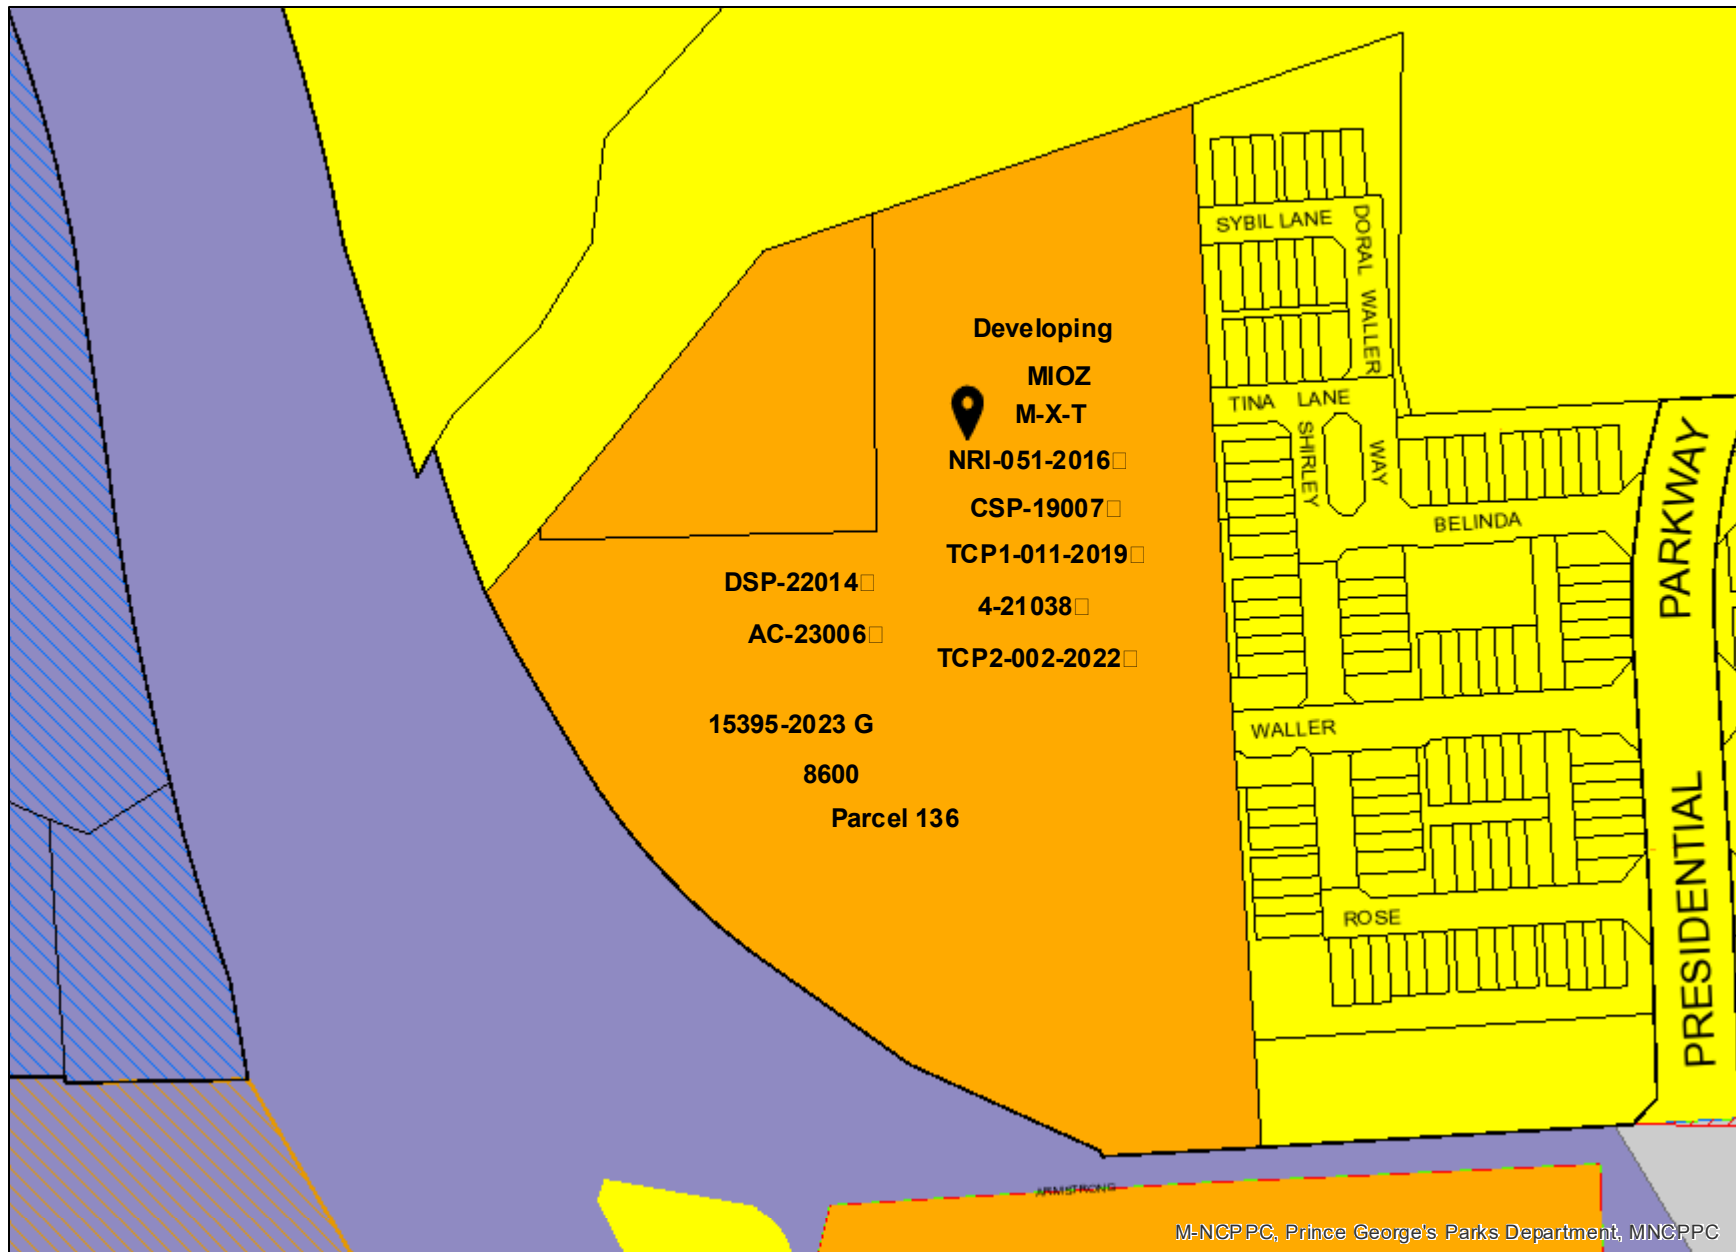 SYBIL LANE
DORAL WALLER
Developing
MIOZ
M-X-T
TINA LANE
SHIRLEY
WAY
NRI-051-2016
CSP-19007
BELINDA
PARKWAY
TCP1-011-2019
DSP-22014
4-21038
AC-23006
TCP2-002-2022
15395-2023 G
WALLER
8600
Parcel 136
PRESIDENTIAL
ROSE
ARMSTRONG
M-NCPPC, Prince George's Parks Department, MNCPPC